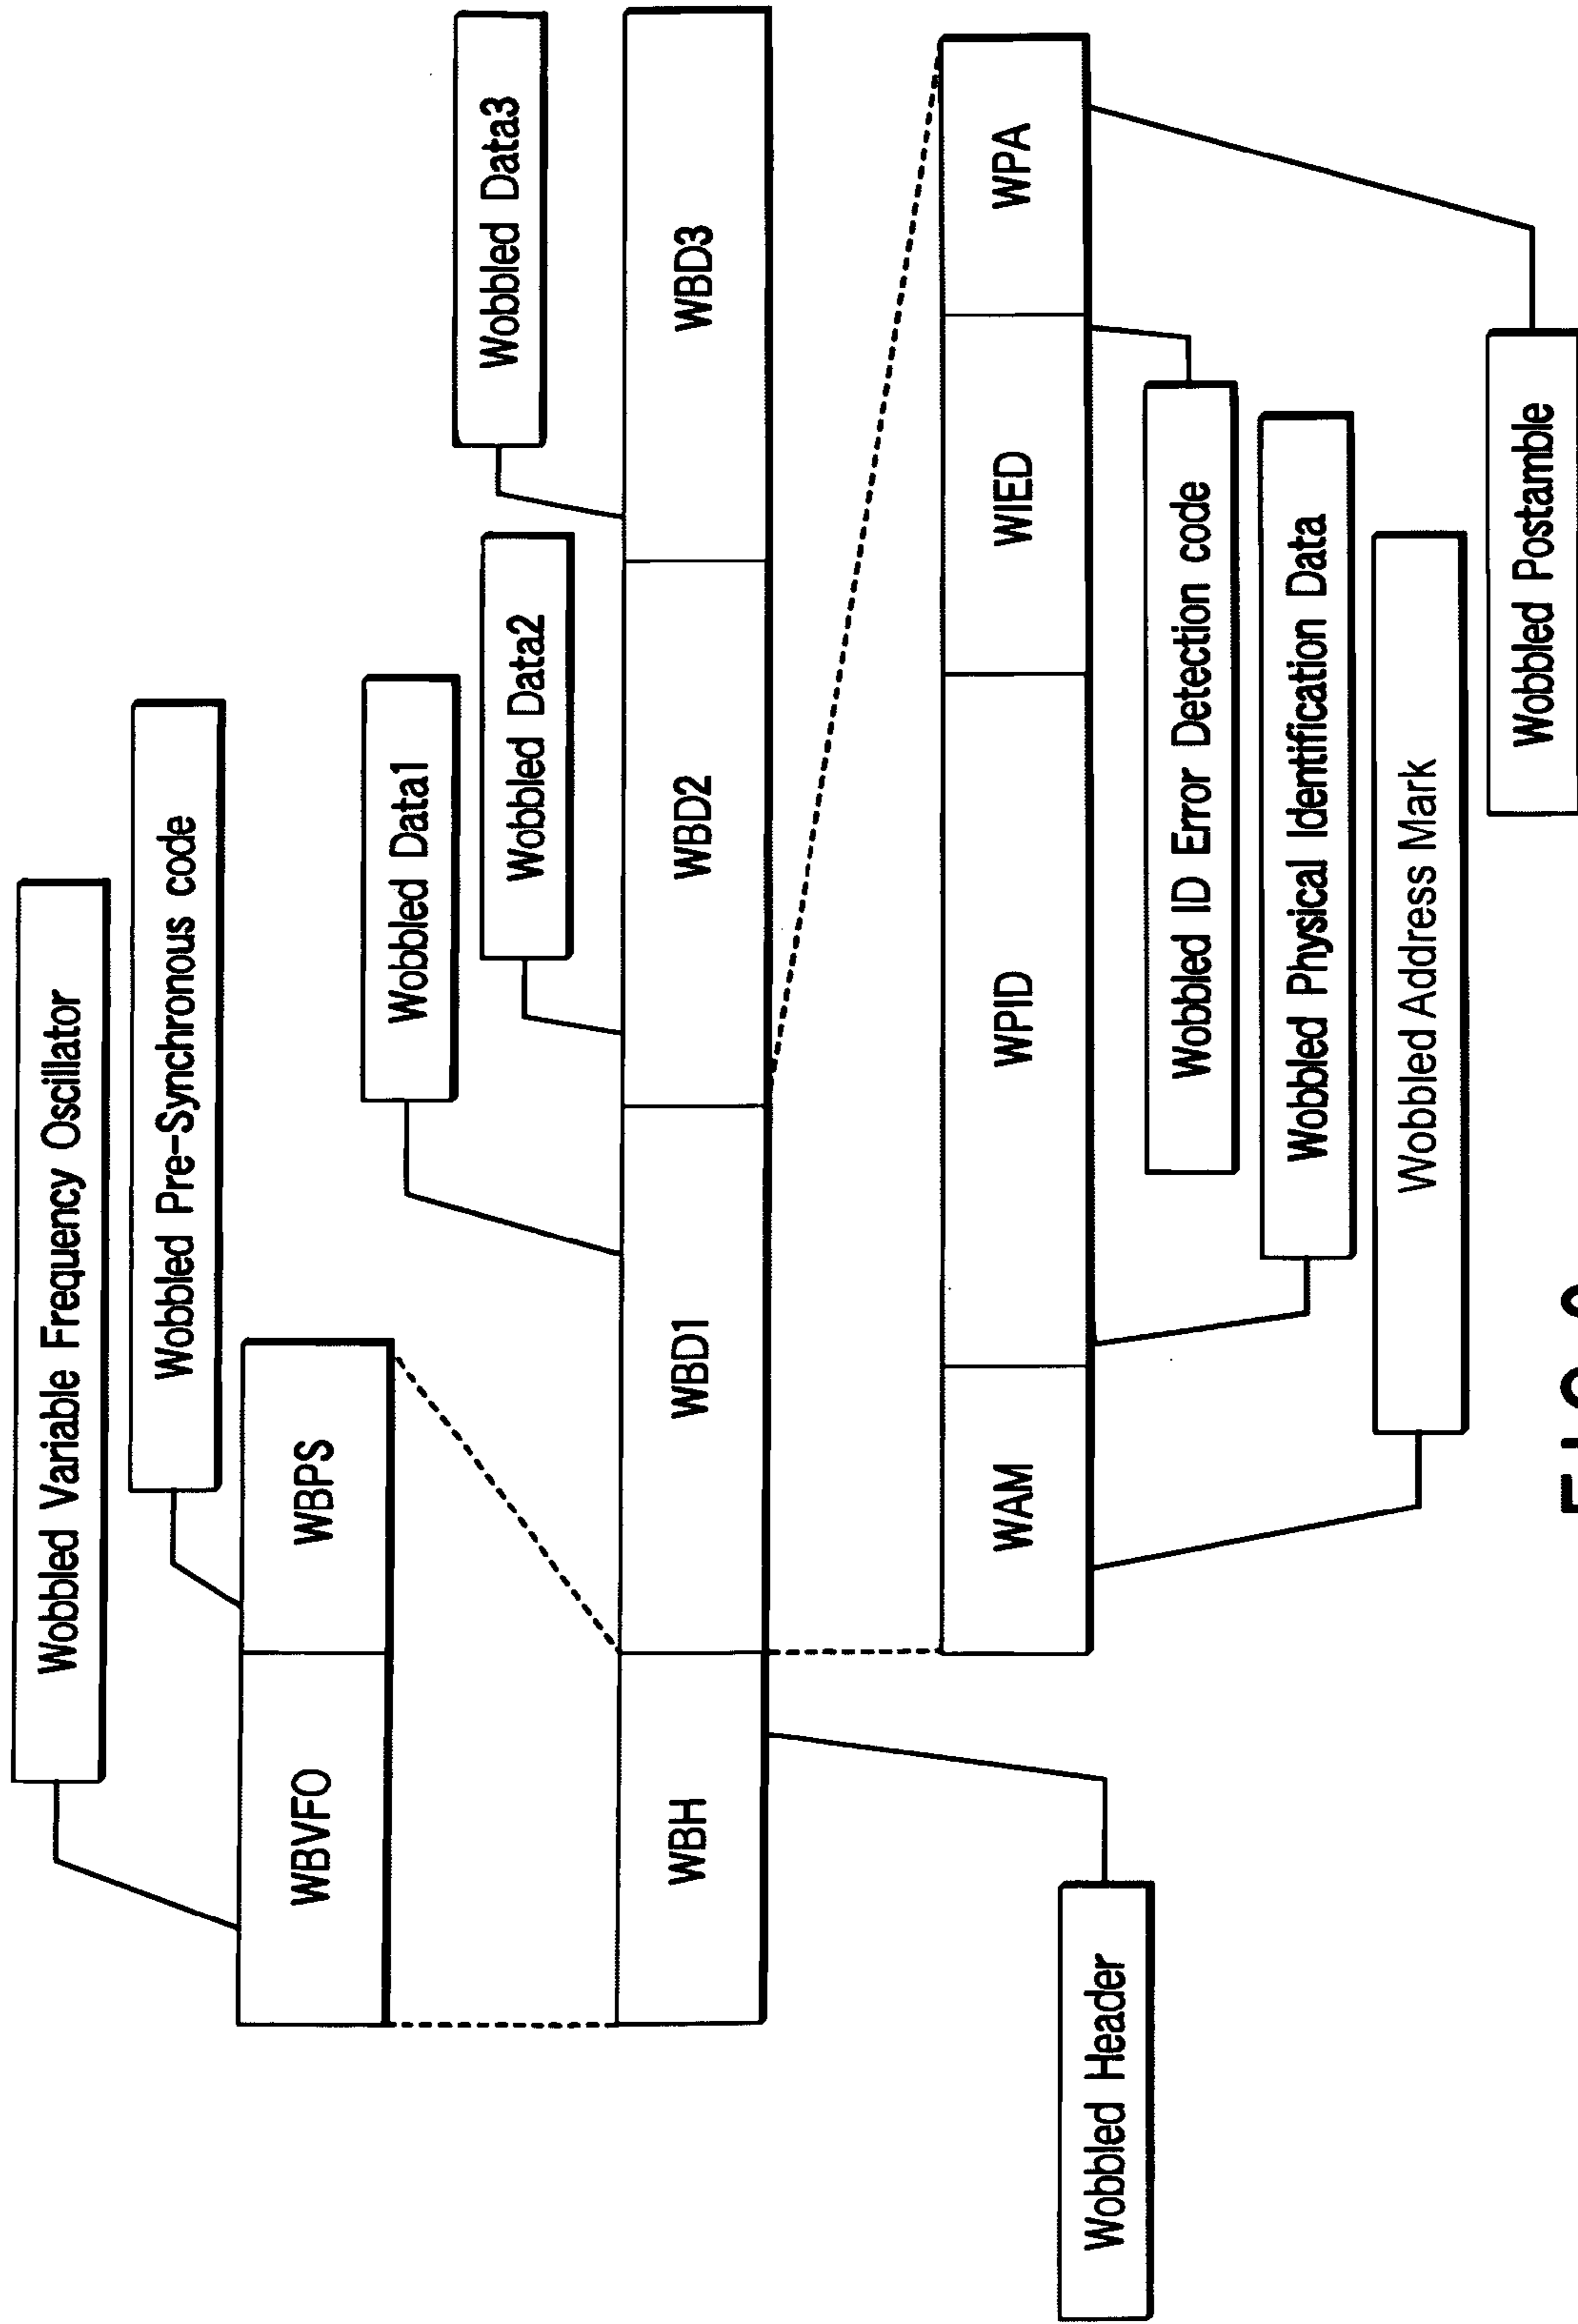 Wobbled Variable Frequency Oscillator
Wobbled Pre-Synchronous code
WBVFO
WBPS
Wobbled Data1
Wobbled Data2
Wobbled Data3
WBH
WBD1
WBD2
WBD3
WAM
WPID
WIED
WPA
Wobbled Header
Wobbled ID Error Detection code
Wobbled Physical Identification Data
Wobbled Address Mark
Wobbled Postamble